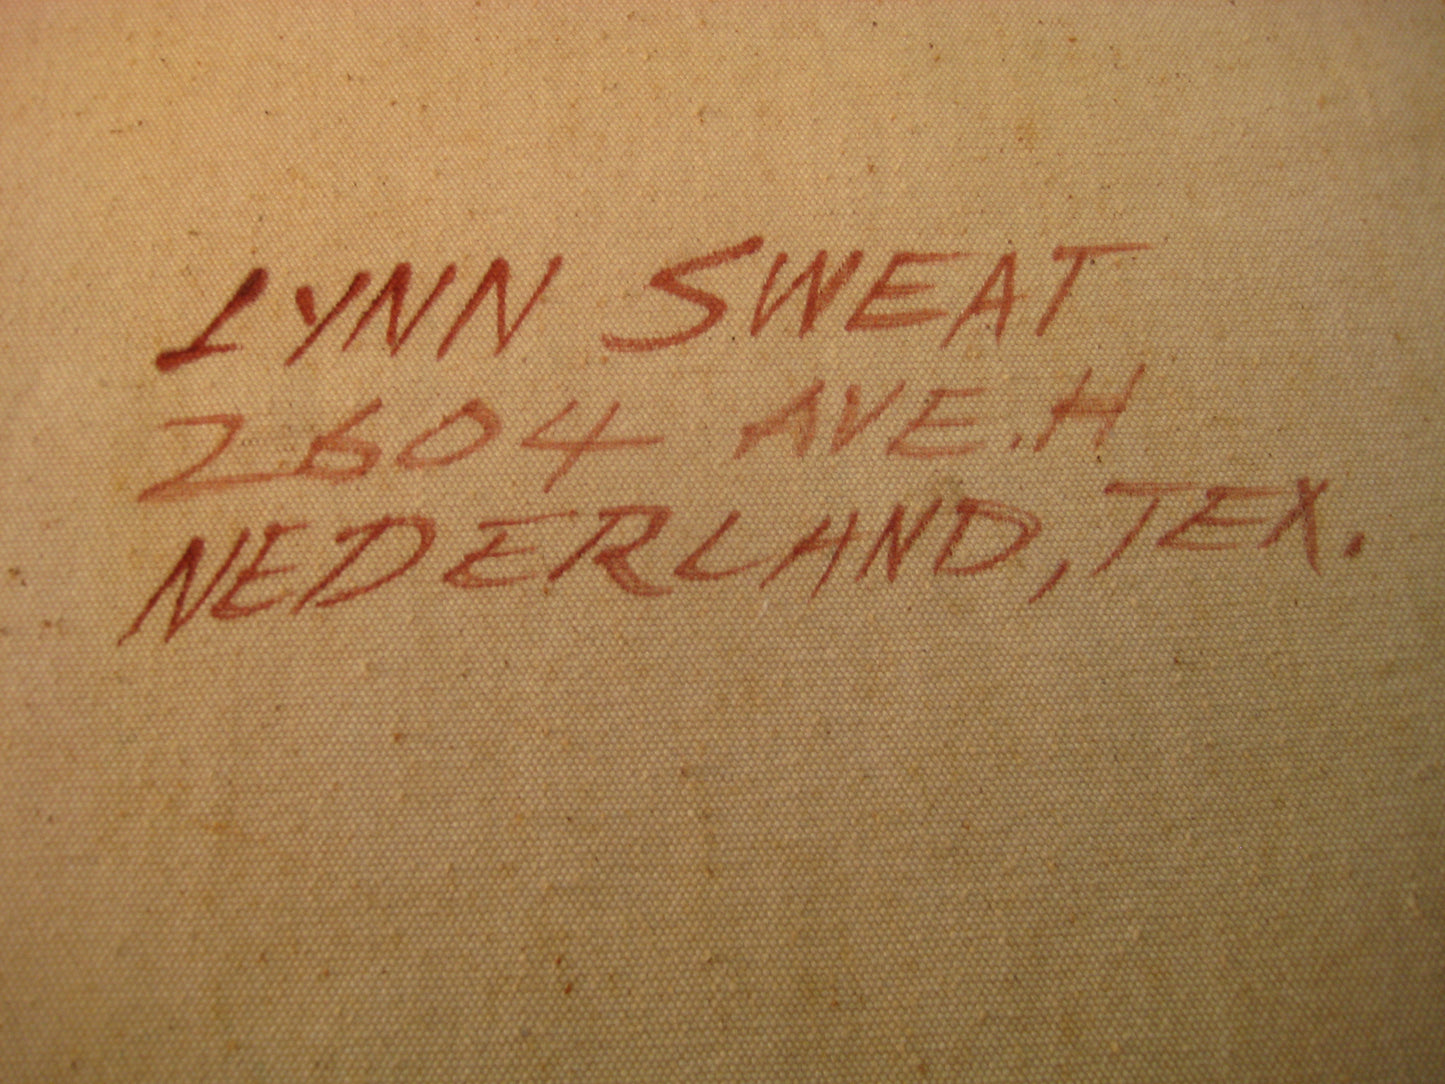 LYNN SWEAT
2604 AVE. H
NEDERLAND, TEX.